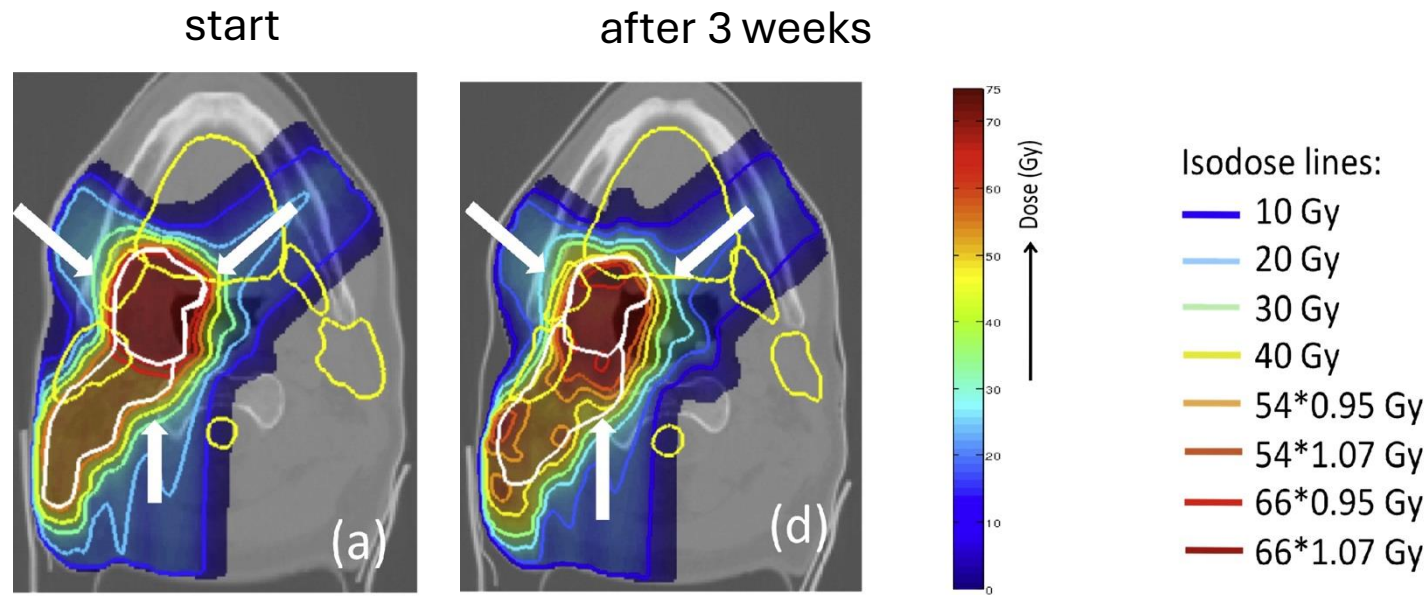 start
after 3 weeks
(a)
(d)
75
70
60
50
40
30
20
10
0
Dose (Gy)
Isodose lines:
10 Gy
20 Gy
30 Gy
40 Gy
54*0.95 Gy
54*1.07 Gy
66*0.95 Gy
66*1.07 Gy